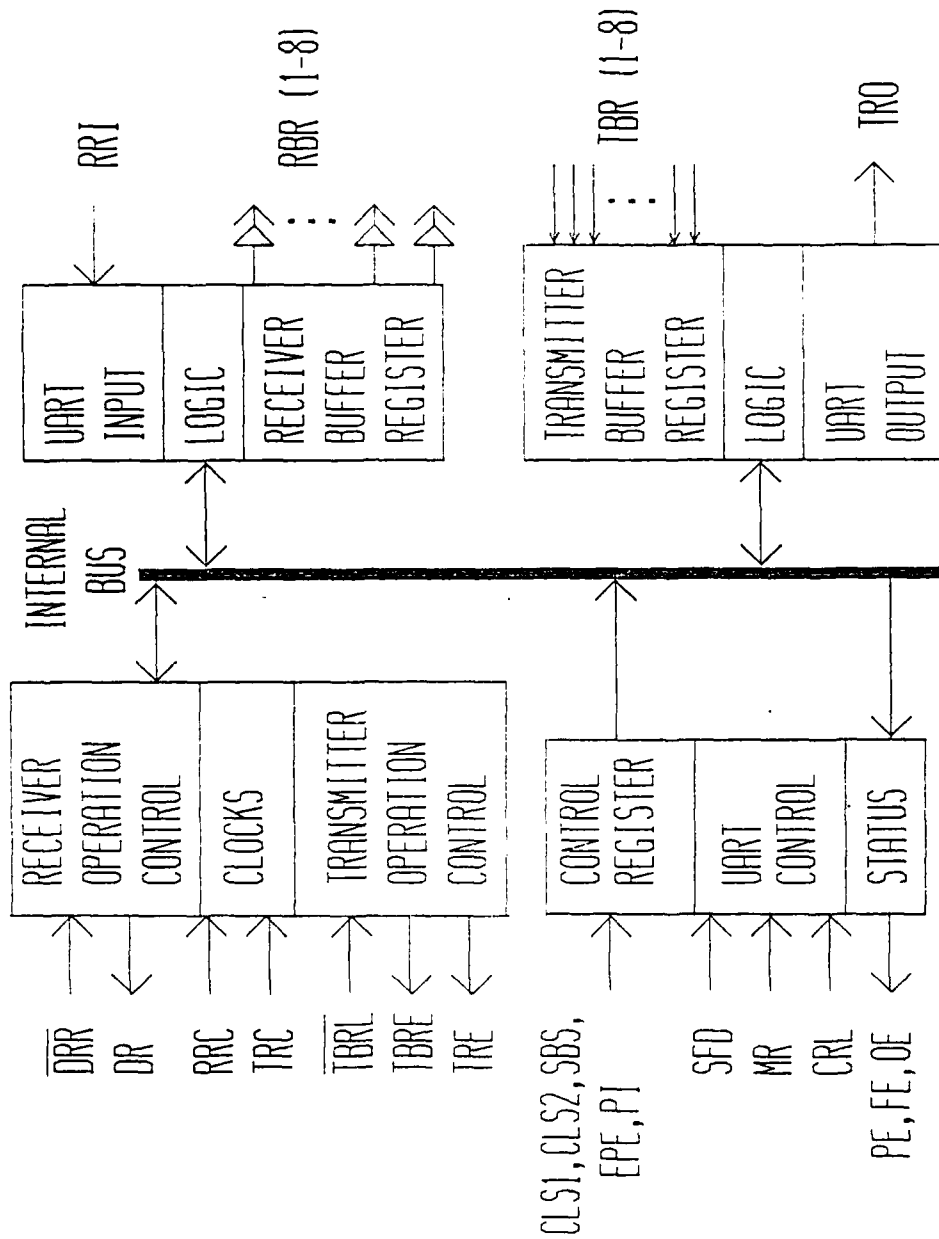 DRR
DR
RRC
TRC
TBRL
TBRE
TRE
RECEIVER
OPERATION
CONTROL
CLOCKS
TRANSMITTER
OPERATION
CONTROL
INTERNAL
BUS
UART
INPUT
LOGIC
RECEIVER
BUFFER
REGISTER
RRI
RBR (1-8)
...
CLS1,CLS2,SBS,
EPE,PI
SFD
MR
CRL
PE,FE,OE
CONTROL
REGISTER
UART
CONTROL
STATUS
TRANSMITTER
BUFFER
REGISTER
LOGIC
UART
OUTPUT
TBR (1-8)
...
TRO